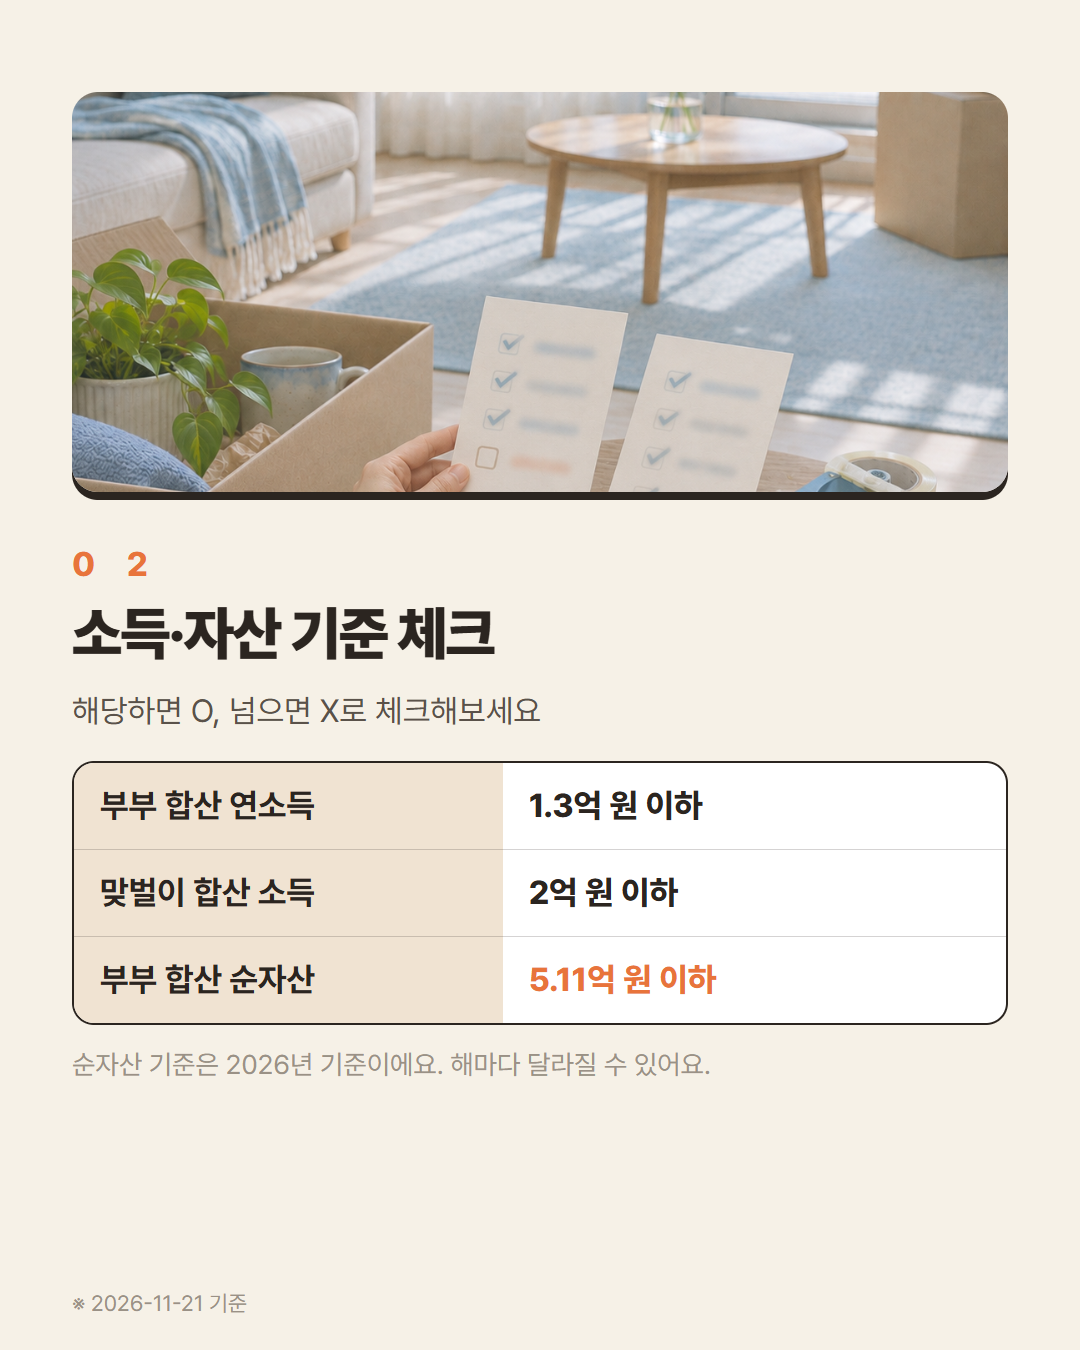 0 2
소득·자산 기준 체크
해당하면 O, 넘으면 X로 체크해보세요
부부 합산 연소득 1.3억 원 이하
맞벌이 합산 소득 2억 원 이하
부부 합산 순자산 5.11억 원 이하
순자산 기준은 2026년 기준이에요. 해마다 달라질 수 있어요.
※ 2026-11-21 기준